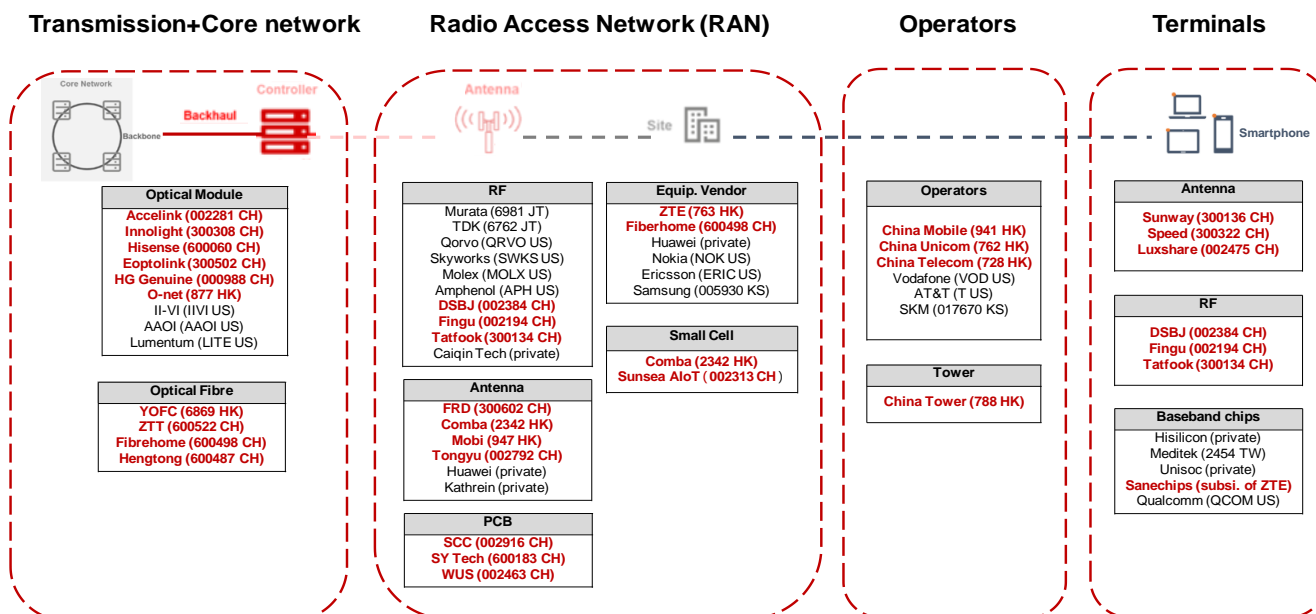 Transmission+Core network
Core Network
Backbone
Backhaul
Controller
Optical Module
Accelink (002281 CH)
Innolight (300308 CH)
Hisense (600060 CH)
Eoptolink (300502 CH)
HG Genuine (000988 CH)
O-net (877 HK)
II-VI (IIVI US)
AAOI (AAOI US)
Lumentum (LITE US)
Optical Fibre
YOFC (6869 HK)
ZTT (600522 CH)
Fibrehome (600498 CH)
Hengtong (600487 CH)
Radio Access Network (RAN)
Antenna
Site
RF
Murata (6981 JT)
TDK (6762 JT)
Qorvo (QRVO US)
Skyworks (SWKS US)
Molex (MOLX US)
Amphenol (APH US)
DSBJ (002384 CH)
Fingu (002194 CH)
Tatfook (300134 CH)
Caiqin Tech (private)
Antenna
FRD (300602 CH)
Comba (2342 HK)
Mobi (947 HK)
Tongyu (002792 CH)
Huawei (private)
Kathrein (private)
PCB
SCC (002916 CH)
SY Tech (600183 CH)
WUS (002463 CH)
Equip. Vendor
ZTE (763 HK)
Fiberhome (600498 CH)
Huawei (private)
Nokia (NOK US)
Ericsson (ERIC US)
Samsung (005930 KS)
Small Cell
Comba (2342 HK)
Sunsea AIoT (002313 CH)
Operators
Operators
China Mobile (941 HK)
China Unicom (762 HK)
China Telecom (728 HK)
Vodafone (VOD US)
AT&T (T US)
SKM (017670 KS)
Tower
China Tower (788 HK)
Terminals
Smartphone
Antenna
Sunway (300136 CH)
Speed (300322 CH)
Luxshare (002475 CH)
RF
DSBJ (002384 CH)
Fingu (002194 CH)
Tatfook (300134 CH)
Baseband chips
Hisilicon (private)
Meditek (2454 TW)
Unisoc (private)
Sanechips (subsi. of ZTE)
Qualcomm (QCOM US)